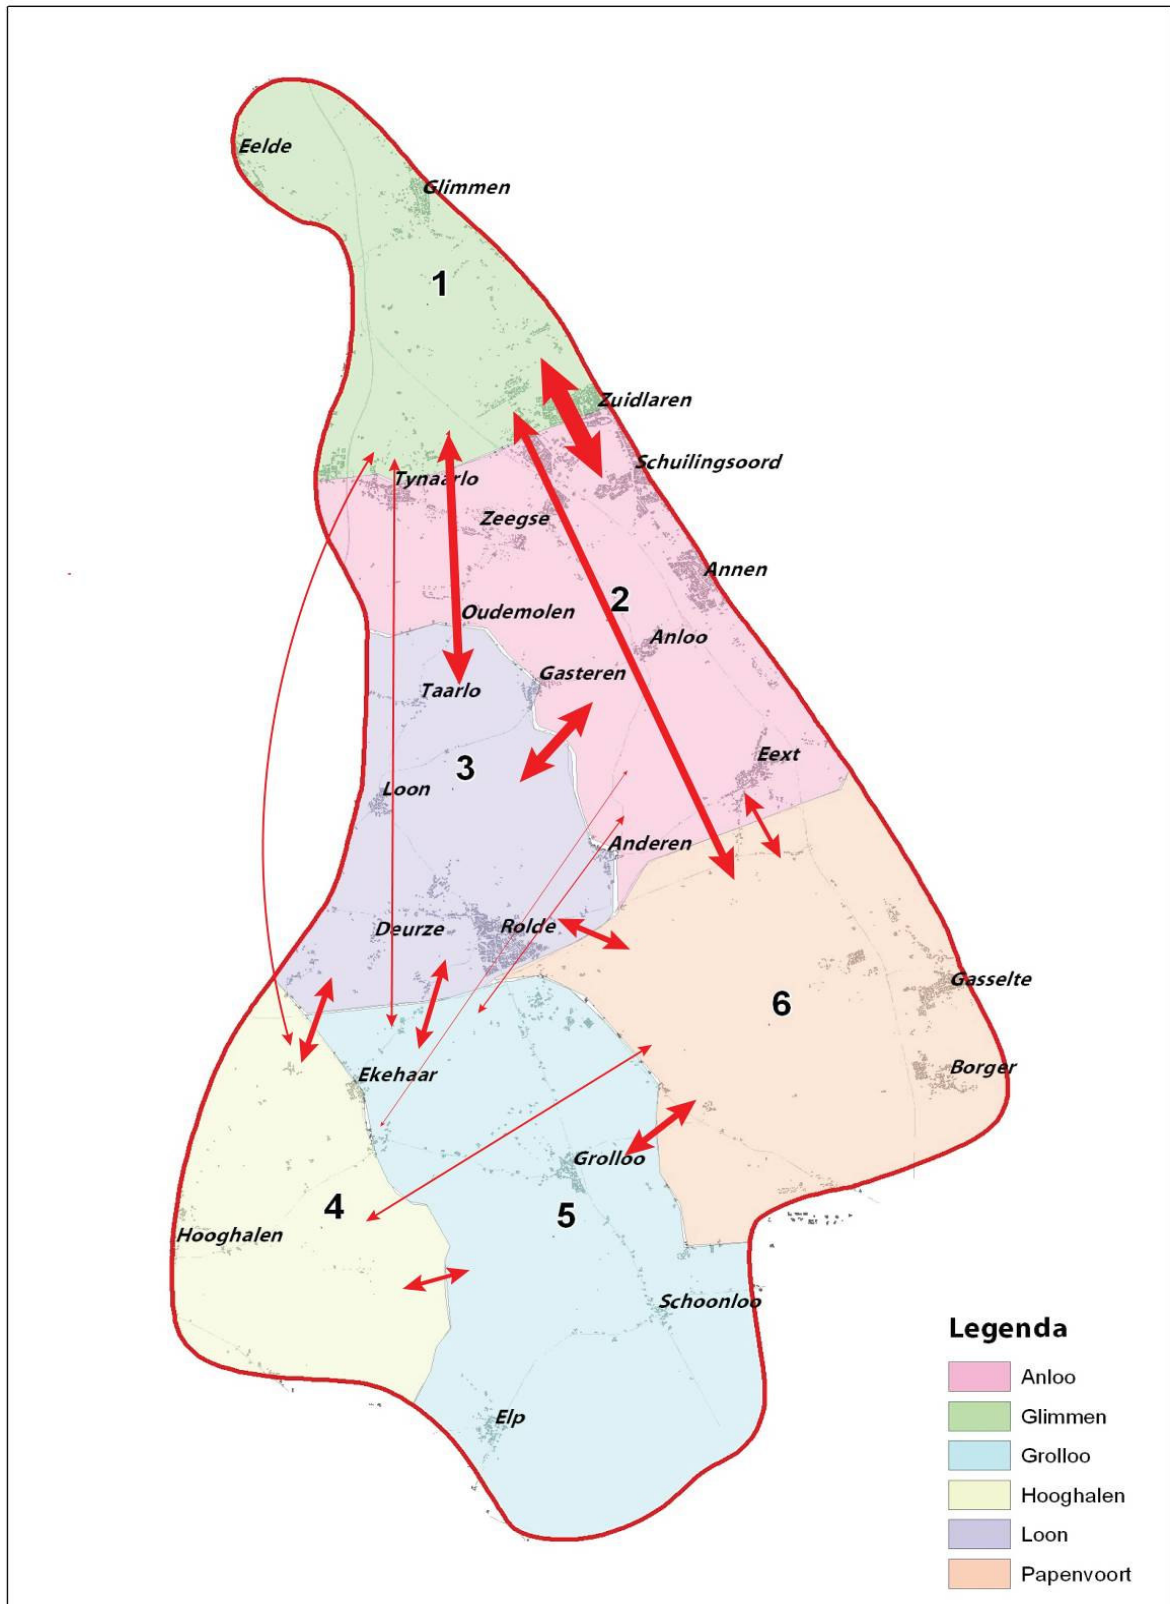 Eelde
Glimmen
1
Zuidlaren
Schuilingsoord
Tynaarlo
Zeegse
Annen
2
Oudemolen
Anloo
Gasteren
Taarlo
Eext
3
Loon
Anderen
Deurze
Rolde
Gasselte
6
Ekehaar
Borger
Grolloo
4
5
Hooghalen
Schoonloo
Elp
Legenda
Anloo
Glimmen
Grolloo
Hooghalen
Loon
Papenvoort